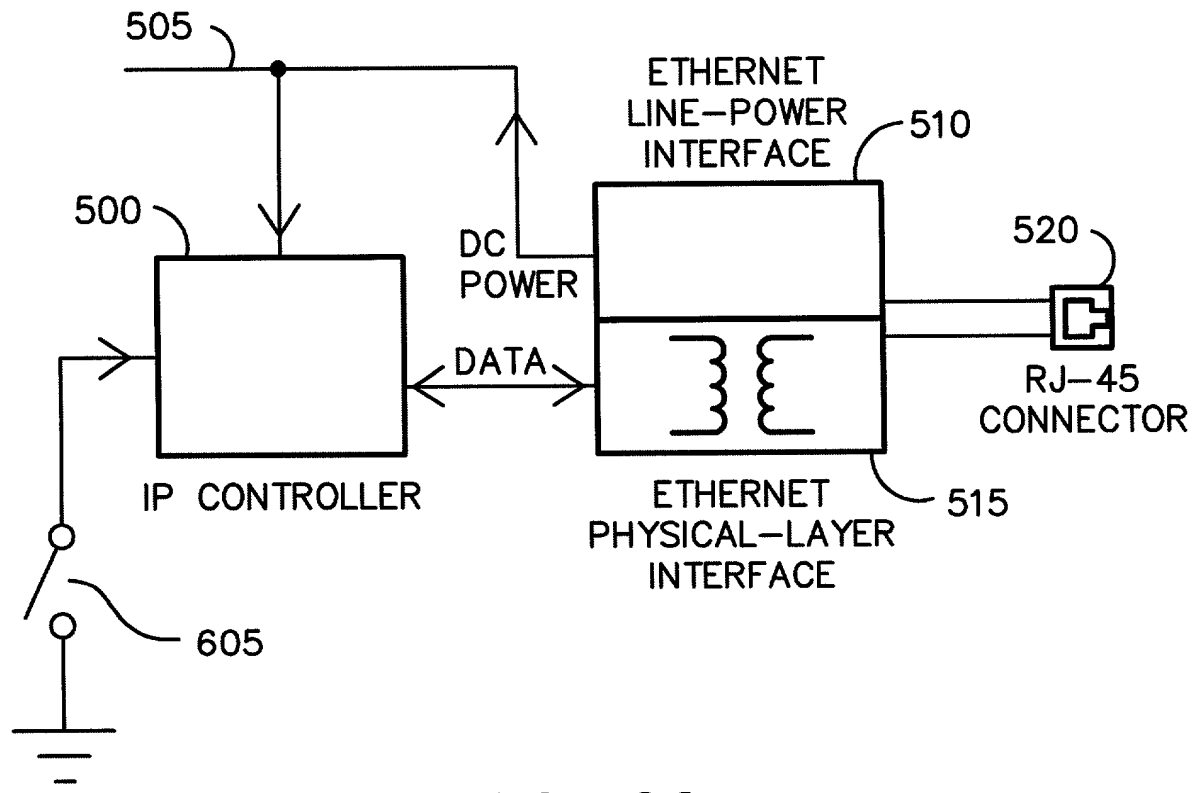 505
ETHERNET
LINE-POWER
INTERFACE
510
500
DC
POWER
520
DATA
RJ-45
CONNECTOR
IP CONTROLLER
ETHERNET
PHYSICAL-LAYER
INTERFACE
515
605